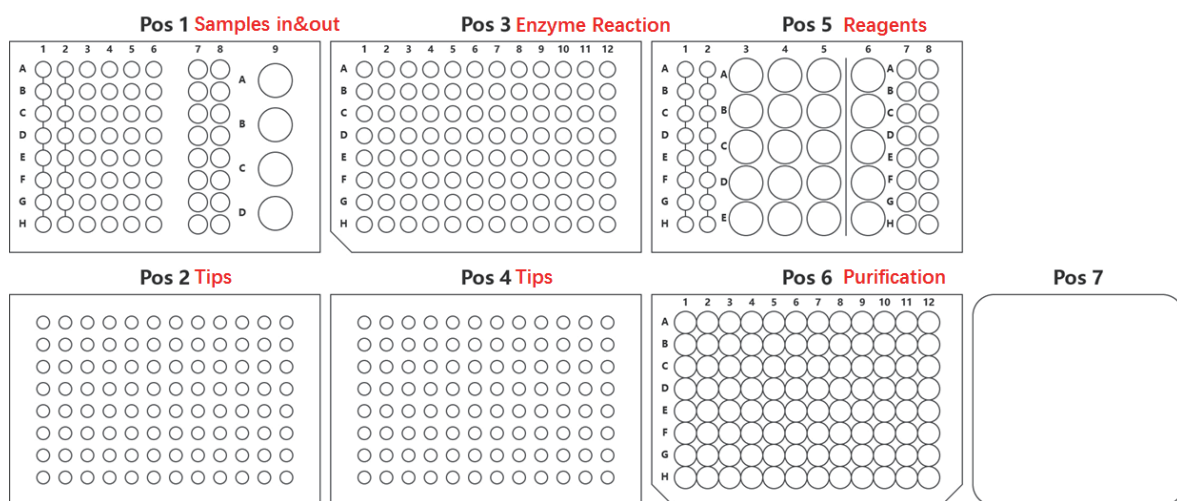 Pos 1 Samples in&out
1 2 3 4 5 6 7 8 9
A
B
C
D
E
F
G
H
A
B
C
D
Pos 3 Enzyme Reaction
1 2 3 4 5 6 7 8 9 10 11 12
A
B
C
D
E
F
G
H
Pos 5 Reagents
1 2 3 4 5 6 7 8
A
B
C
D
E
F
G
H
A
B
C
D
E
A
B
C
D
E
F
G
H
Pos 2 Tips
Pos 4 Tips
Pos 6 Purification
1 2 3 4 5 6 7 8 9 10 11 12
A
B
C
D
E
F
G
H
Pos 7